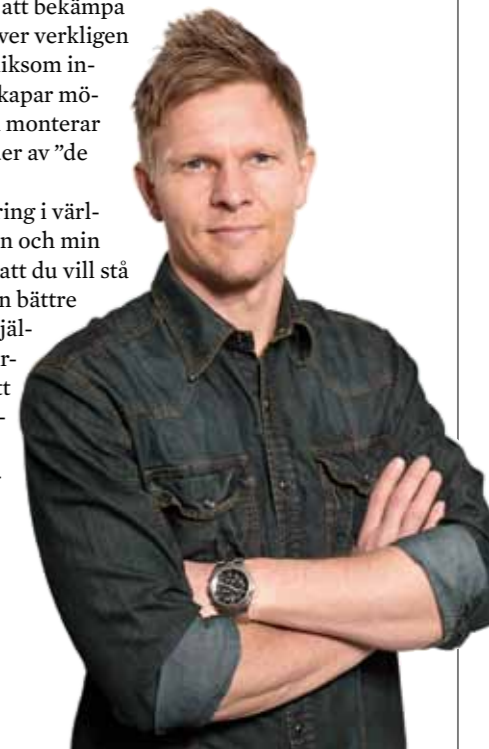 att bekämpa
ver verkligen
iksom in-
kapar mö-
monterar
er av ”de
ring i värl-
n och min
att du vill stå
n bättre
jäl-
r-
tt
-